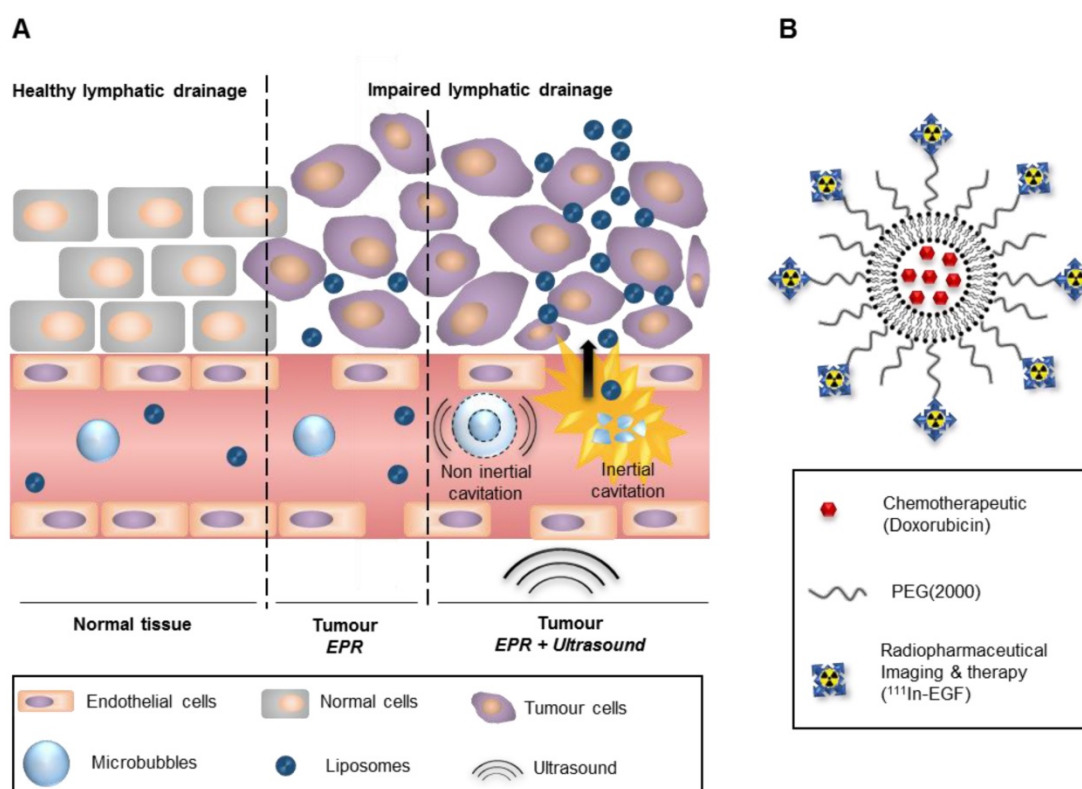 A
B
Healthy lymphatic drainage
Impaired lymphatic drainage
Non inertial
cavitation
Inertial
cavitation
Normal tissue
Tumour
EPR
Tumour
EPR + Ultrasound
Endothelial cells
Normal cells
Tumour cells
Microbubbles
Liposomes
Ultrasound
Chemotherapeutic
(Doxorubicin)
PEG(2000)
Radiopharmaceutical
Imaging & therapy
(¹¹¹In-EGF)